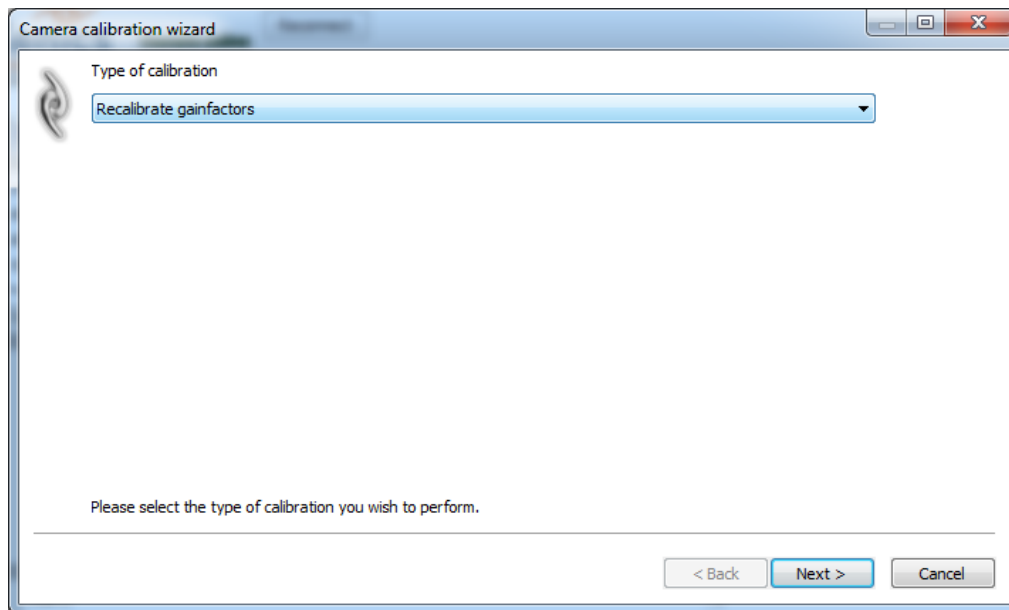 Camera calibration wizard
Type of calibration
Recalibrate gainfactors
Please select the type of calibration you wish to perform.
< Back
Next >
Cancel